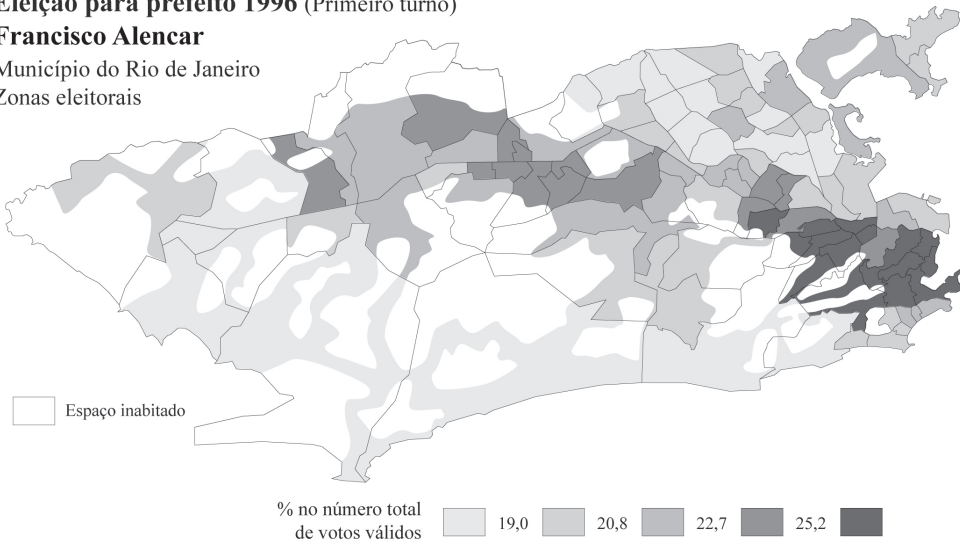 Eleição para prefeito 1996 (Primeiro turno)
Francisco Alencar
Município do Rio de Janeiro
Zonas eleitorais
Espaço inabitado
% no número total
de votos válidos
19,0 20,8 22,7 25,2